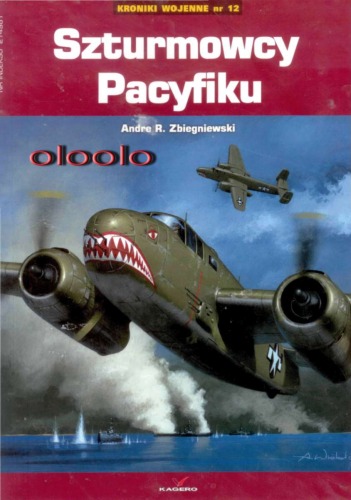 KRONIKI WOJENNE nr 12
Szturmowcy
Pacyfiku
Andre R. Zbiegniewski
oloolo
KAGERO